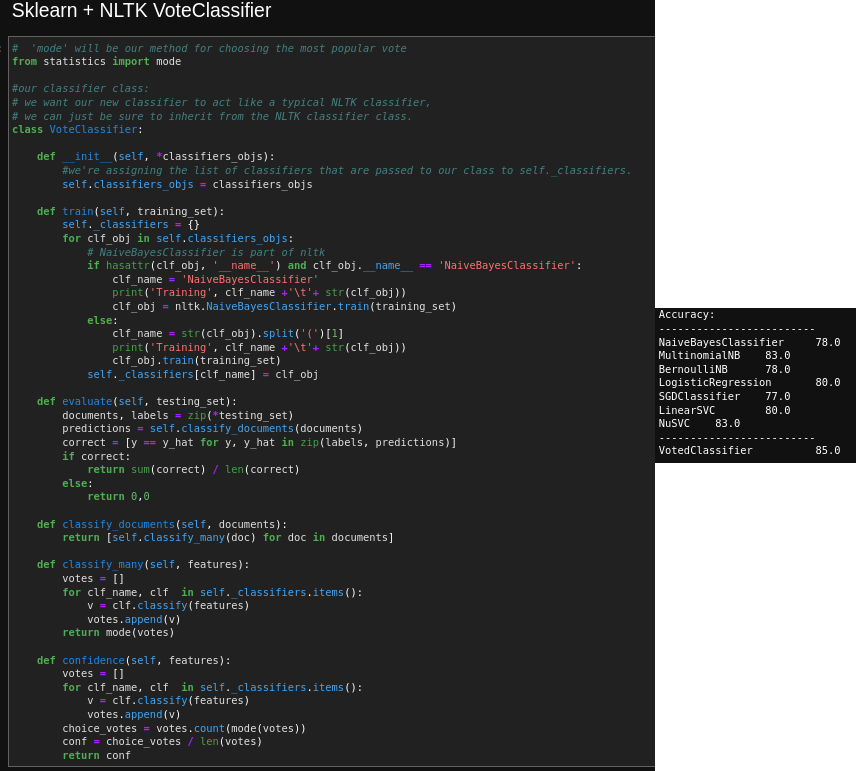 Sklearn + NLTK VoteClassifier
#  'mode' will be our method for choosing the most popular vote
from statistics import mode
#our classifier class:
# we want our new classifier to act like a typical NLTK classifier,
# we can just be sure to inherit from the NLTK classifier class.
class VoteClassifier:
    def __init__(self, *classifiers_objs):
        #we're assigning the list of classifiers that are passed to our class to self._classifiers.
        self.classifiers_objs = classifiers_objs
    def train(self, training_set):
        self._classifiers = {}
        for clf_obj in self.classifiers_objs:
            # NaiveBayesClassifier is part of nltk
            if hasattr(clf_obj, '__name__') and clf_obj.__name__ == 'NaiveBayesClassifier':
                clf_name = 'NaiveBayesClassifier'
                print('Training', clf_name +'\t'+ str(clf_obj))
                clf_obj = nltk.NaiveBayesClassifier.train(training_set)
            else:
                clf_name = str(clf_obj).split('(')[1]
                print('Training', clf_name +'\t'+ str(clf_obj))
                clf_obj.train(training_set)
            self._classifiers[clf_name] = clf_obj
    def evaluate(self, testing_set):
        documents, labels = zip(*testing_set)
        predictions = self.classify_documents(documents)
        correct = [y == y_hat for y, y_hat in zip(labels, predictions)]
        if correct:
            return sum(correct) / len(correct)
        else:
            return 0,0
    def classify_documents(self, documents):
        return [self.classify_many(doc) for doc in documents]
    def classify_many(self, features):
        votes = []
        for clf_name, clf  in self._classifiers.items():
            v = clf.classify(features)
            votes.append(v)
        return mode(votes)
    def confidence(self, features):
        votes = []
        for clf_name, clf  in self._classifiers.items():
            v = clf.classify(features)
            votes.append(v)
        choice_votes = votes.count(mode(votes))
        conf = choice_votes / len(votes)
        return conf
Accuracy:
-------------------------
NaiveBayesClassifier     78.0
MultinomialNB    83.0
BernoulliNB      78.0
LogisticRegression       80.0
SGDClassifier    77.0
LinearSVC        80.0
NuSVC    83.0
-------------------------
VotedClassifier          85.0